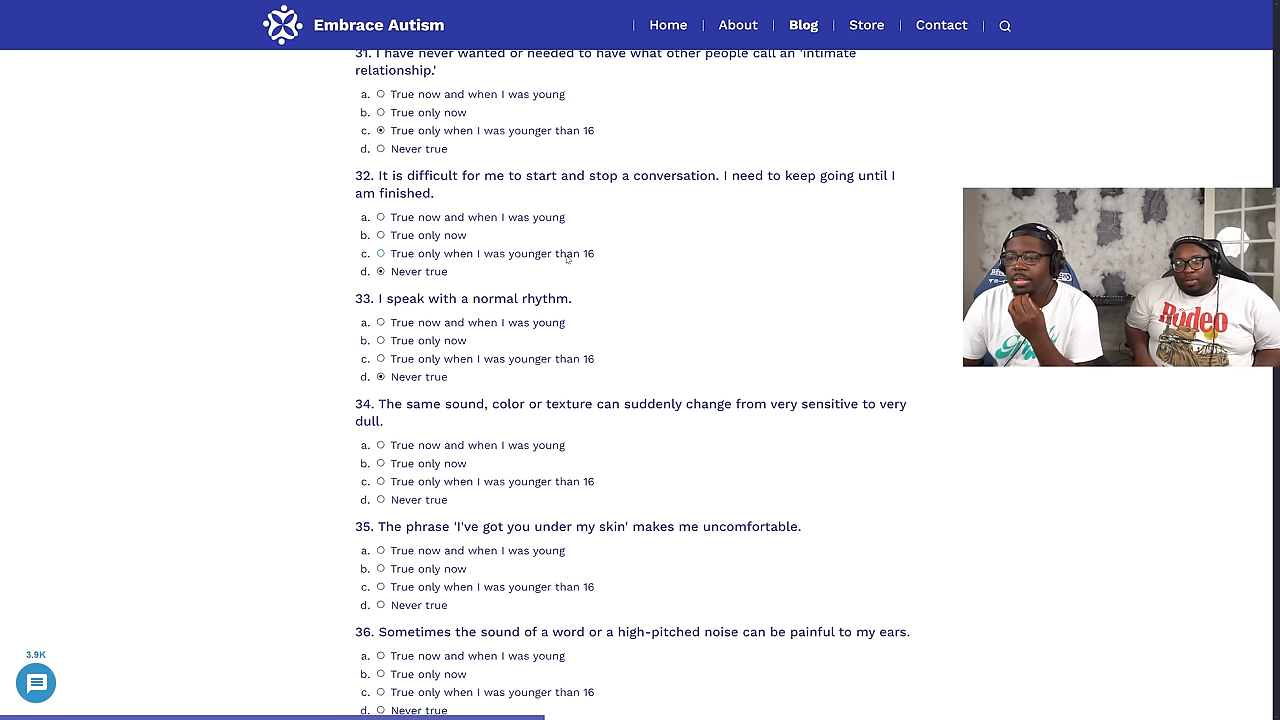 Embrace Autism
Home
About
Blog
Store
Contact
31. I have never wanted or needed to have what other people call an 'intimate
relationship.'
a. True now and when I was young
b. True only now
c. True only when I was younger than 16
d. Never true
32. It is difficult for me to start and stop a conversation. I need to keep going until I
am finished.
a. True now and when I was young
b. True only now
c. True only when I was younger than 16
d. Never true
33. I speak with a normal rhythm.
a. True now and when I was young
b. True only now
c. True only when I was younger than 16
d. Never true
34. The same sound, color or texture can suddenly change from very sensitive to very
dull.
a. True now and when I was young
b. True only now
c. True only when I was younger than 16
d. Never true
35. The phrase 'I've got you under my skin' makes me uncomfortable.
a. True now and when I was young
b. True only now
c. True only when I was younger than 16
d. Never true
36. Sometimes the sound of a word or a high-pitched noise can be painful to my ears.
a. True now and when I was young
b. True only now
c. True only when I was younger than 16
d. Never true
3.9K
Rudeo